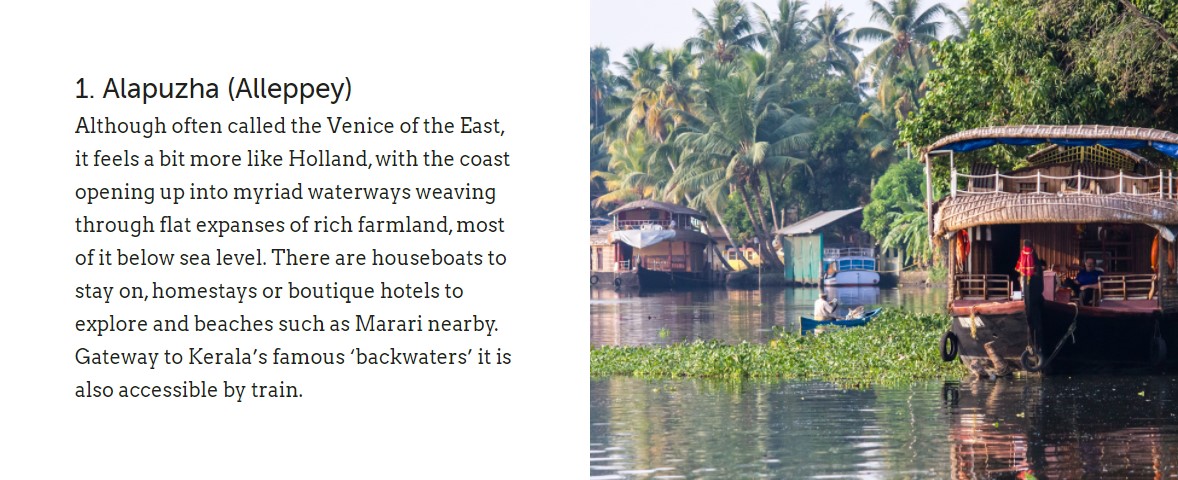 1. Alapuzha (Alleppey)
Although often called the Venice of the East,
it feels a bit more like Holland, with the coast
opening up into myriad waterways weaving
through flat expanses of rich farmland, most
of it below sea level. There are houseboats to
stay on, homestays or boutique hotels to
explore and beaches such as Marari nearby.
Gateway to Kerala’s famous ‘backwaters’ it is
also accessible by train.